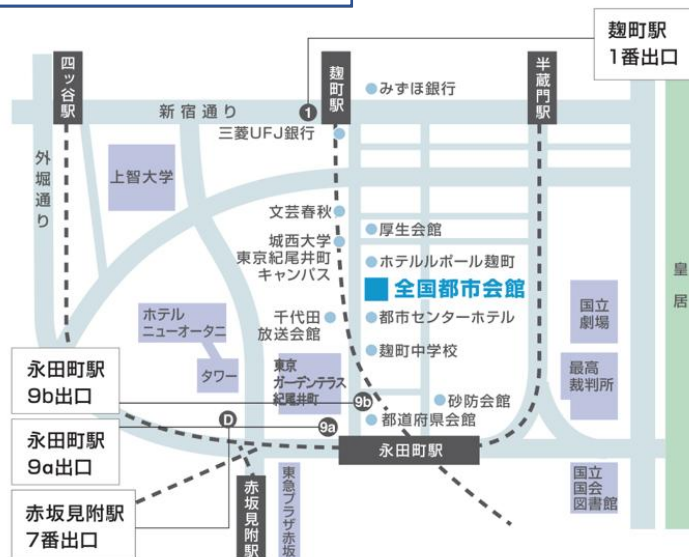 麹町駅
1番出口
四ッ谷駅
麹町駅
半蔵門駅
みずほ銀行
新宿通り
1
三菱UFJ銀行
外堀通り
上智大学
文芸春秋
厚生会館
城西大学
東京紀尾井町
キャンパス
ホテルルポール麹町
全国都市会館
皇居
ホテル
ニューオータニ
千代田
放送会館
都市センターホテル
国立
劇場
タワー
東京
ガーデンテラス
紀尾井町
麹町中学校
最高
裁判所
永田町駅
9b出口
9b
砂防会館
永田町駅
9a出口
D
9a
都道府県会館
永田町駅
赤坂見附駅
7番出口
赤坂見附駅
東急プラザ赤坂
国立
国会
図書館